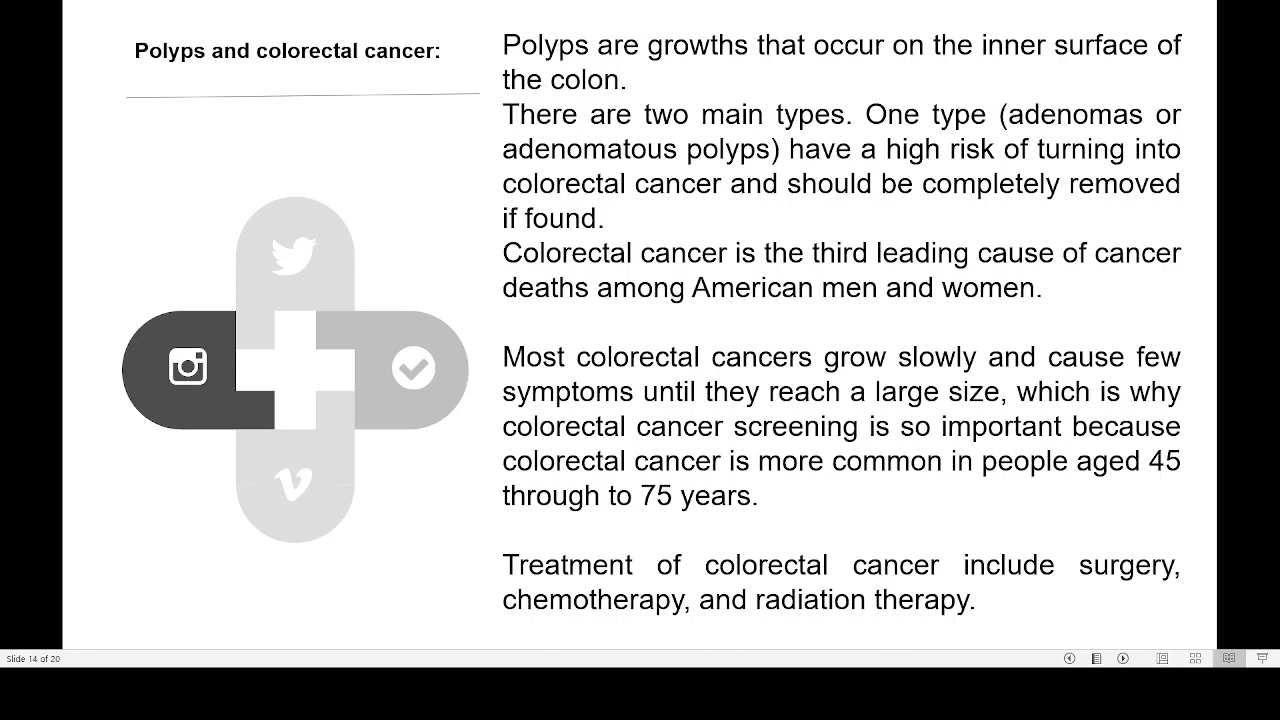 Polyps and colorectal cancer:
Polyps are growths that occur on the inner surface of
the colon.
There are two main types. One type (adenomas or
adenomatous polyps) have a high risk of turning into
colorectal cancer and should be completely removed
if found.
Colorectal cancer is the third leading cause of cancer
deaths among American men and women.
Most colorectal cancers grow slowly and cause few
symptoms until they reach a large size, which is why
colorectal cancer screening is so important because
colorectal cancer is more common in people aged 45
through to 75 years.
Treatment of colorectal cancer include surgery,
chemotherapy, and radiation therapy.
Slide 14 of 20